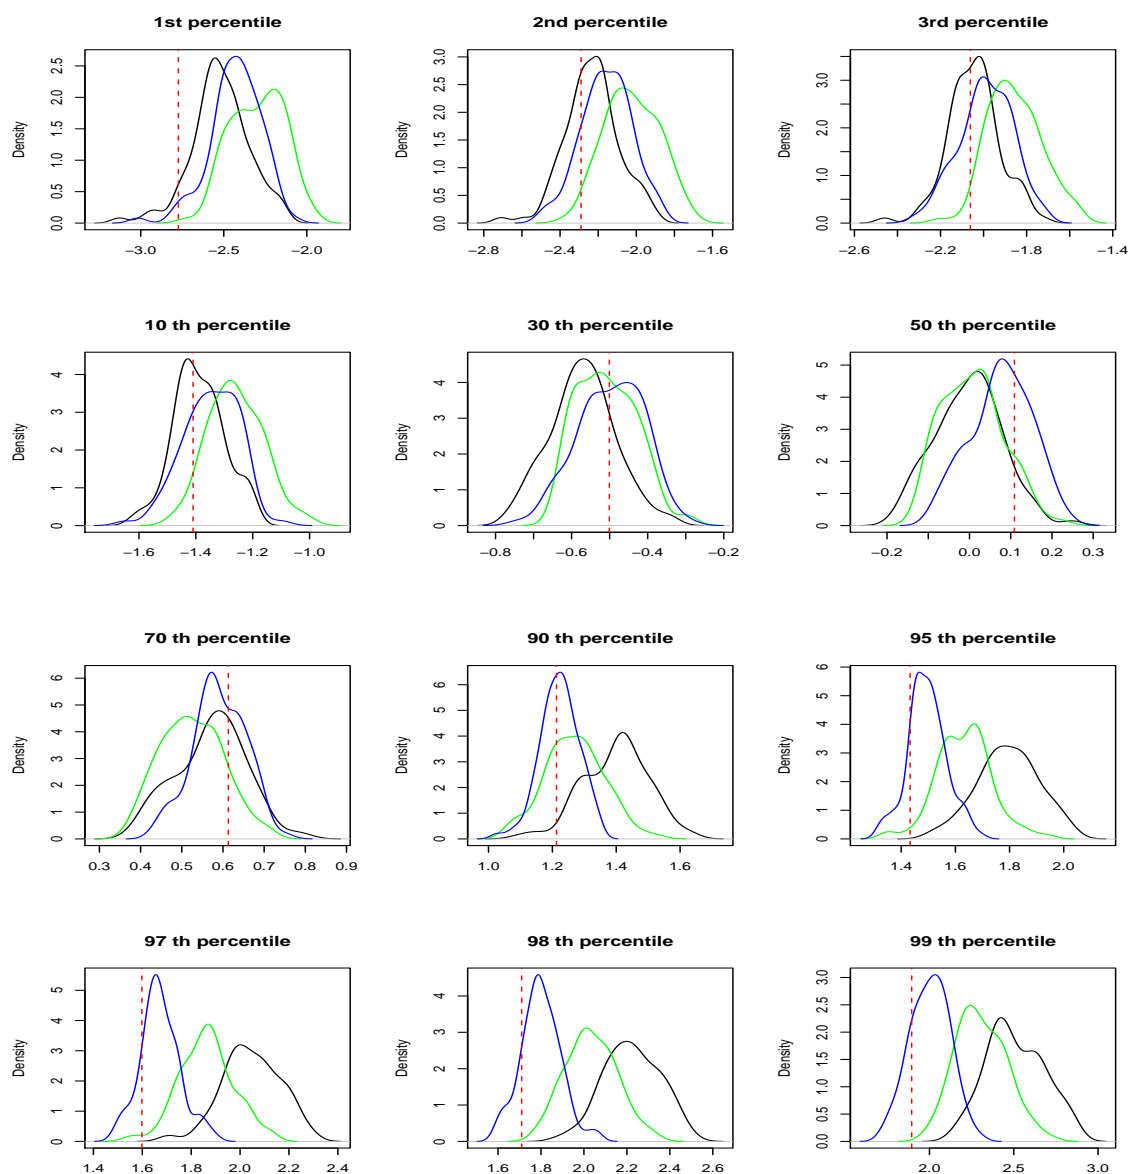 1st percentile
2nd percentile
3rd percentile
Density
0.0 0.5 1.0 1.5 2.0 2.5
−3.0 −2.5 −2.0
Density
0.0 0.5 1.0 1.5 2.0 2.5 3.0
−2.8 −2.4 −2.0 −1.6
Density
0.0 1.0 2.0 3.0
−2.6 −2.2 −1.8 −1.4
10 th percentile
30 th percentile
50 th percentile
Density
0 1 2 3 4
−1.6 −1.4 −1.2 −1.0
Density
0 1 2 3 4
−0.8 −0.6 −0.4 −0.2
Density
0 1 2 3 4 5
−0.2 0.0 0.1 0.2 0.3
70 th percentile
90 th percentile
95 th percentile
Density
0 1 2 3 4 5 6
0.3 0.4 0.5 0.6 0.7 0.8 0.9
Density
0 1 2 3 4 5 6
1.0 1.2 1.4 1.6
Density
0 1 2 3 4 5 6
1.4 1.6 1.8 2.0
97 th percentile
98 th percentile
99 th percentile
Density
0 1 2 3 4 5
1.4 1.6 1.8 2.0 2.2 2.4
Density
0 1 2 3 4
1.6 1.8 2.0 2.2 2.4 2.6
Density
0.0 0.5 1.0 1.5 2.0 2.5 3.0
2.0 2.5 3.0